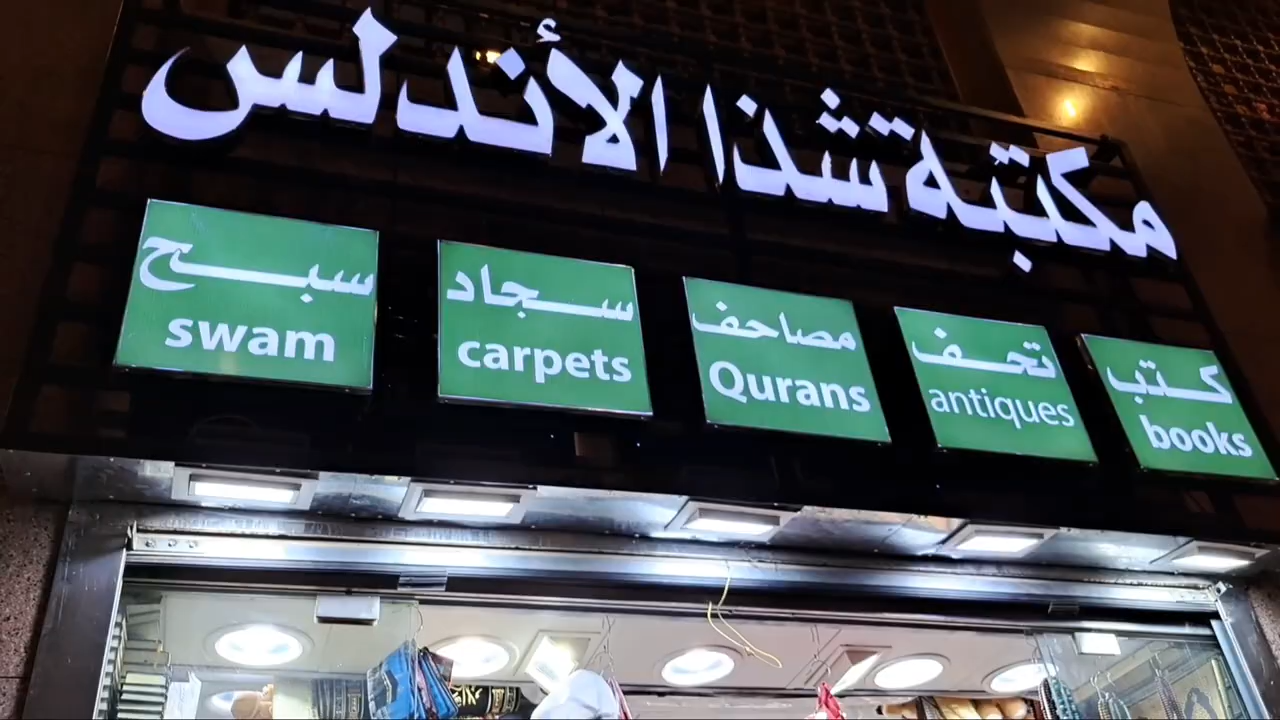 مكتبة شذا الأندلس
كتب
books
تحف
antiques
مصاحف
Qurans
سجاد
carpets
سبح
swam